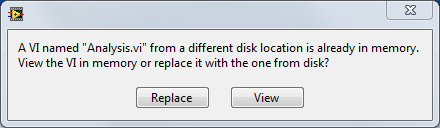 A VI named "Analysis.vi" from a different disk location is already in memory.
View the VI in memory or replace it with the one from disk?
Replace View